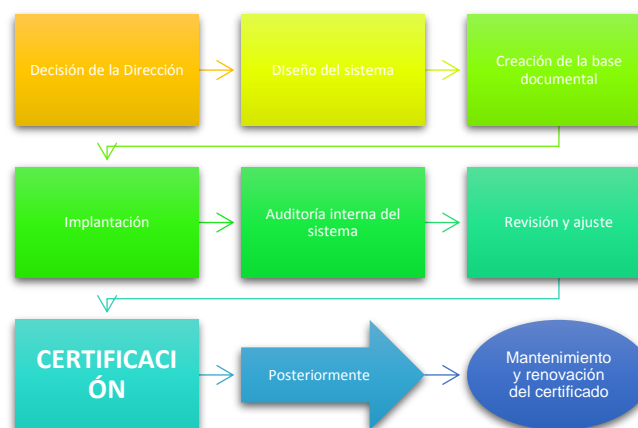 Decisión de la Dirección
DIseño del sistema
Creación de la base
documental
Implantación
Auditoría interna del
sistema
Revisión y ajuste
CERTIFICACI
ÓN
Posteriormente
Mantenimiento
y renovación
del certificado